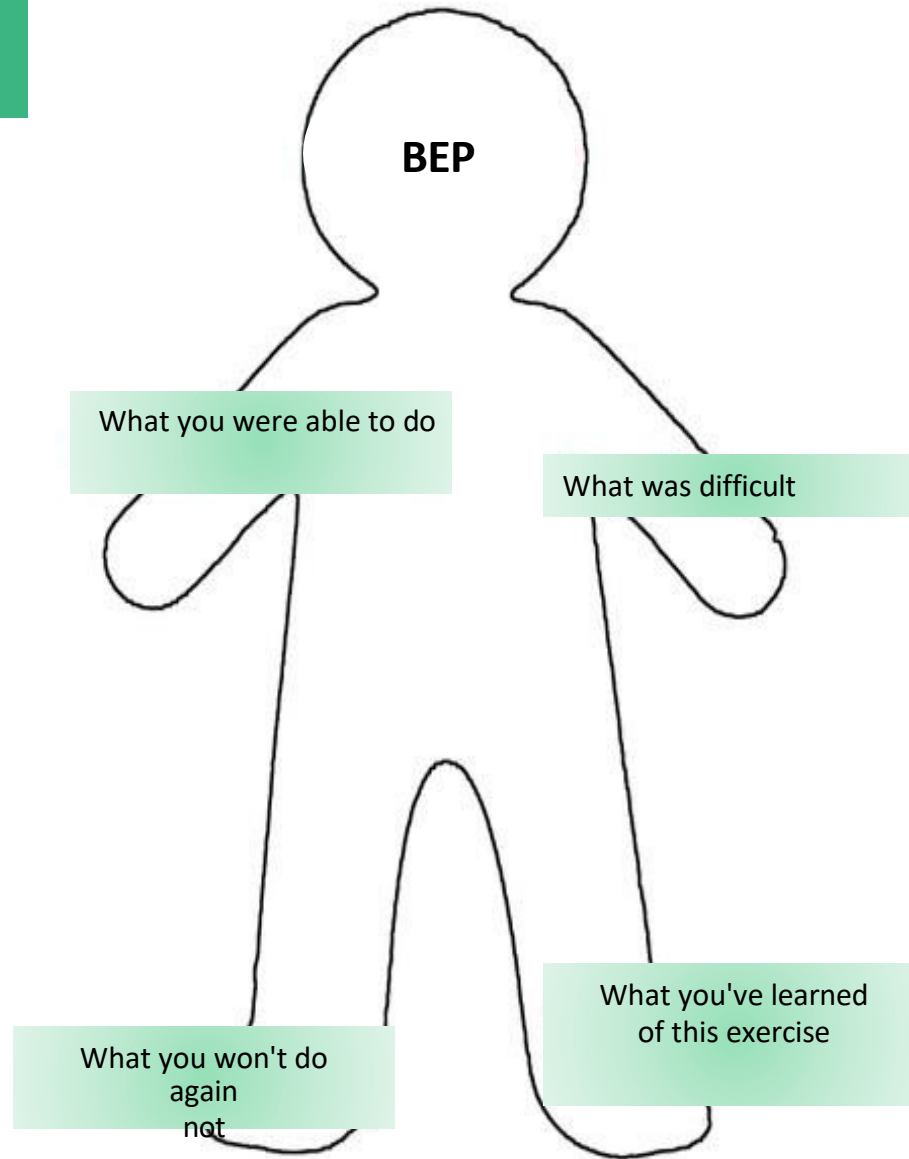 BEP
What you were able to do
What was difficult
What you've learned
of this exercise
What you won't do
again
not